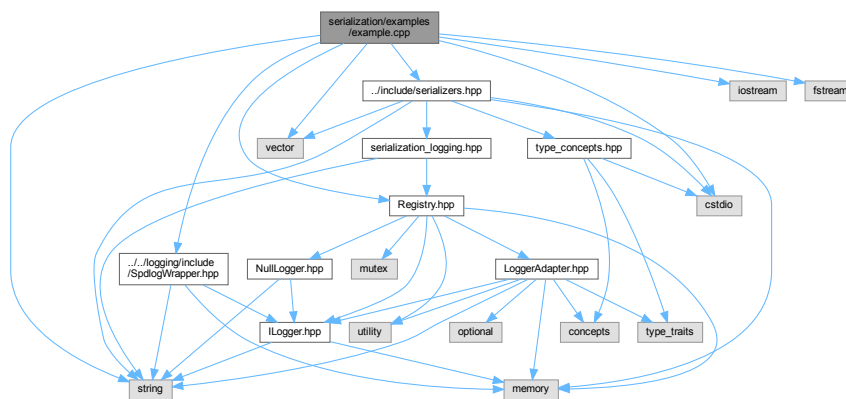 serialization/examples
/example.cpp
../include/serializers.hpp
iostream
fstream
vector
serialization_logging.hpp
type_concepts.hpp
Registry.hpp
cstdio
../../logging/include
/SpdlogWrapper.hpp
NullLogger.hpp
mutex
LoggerAdapter.hpp
ILogger.hpp
utility
optional
concepts
type_traits
string
memory